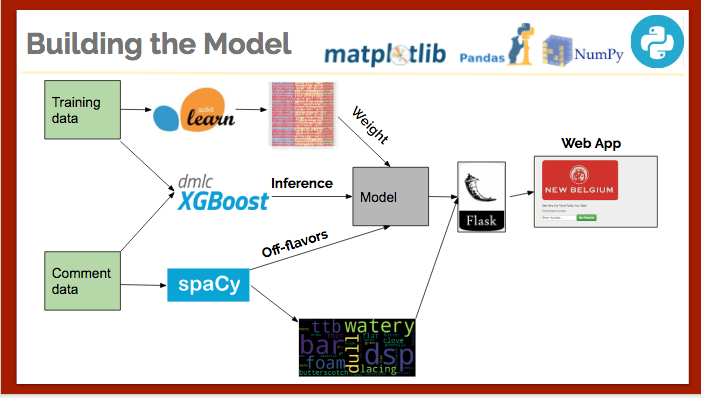 Building the Model
matplotlib
Pandas
NumPy
Training
data
scikit
learn
Weight
Web App
dmlc
XGBoost
Inference
Model
Flask
NEW BELGIUM
Off-flavors
Comment
data
spaCy
ttb watery
bar
flat
clove
dull
dsp
foam
lacing
butterscotch